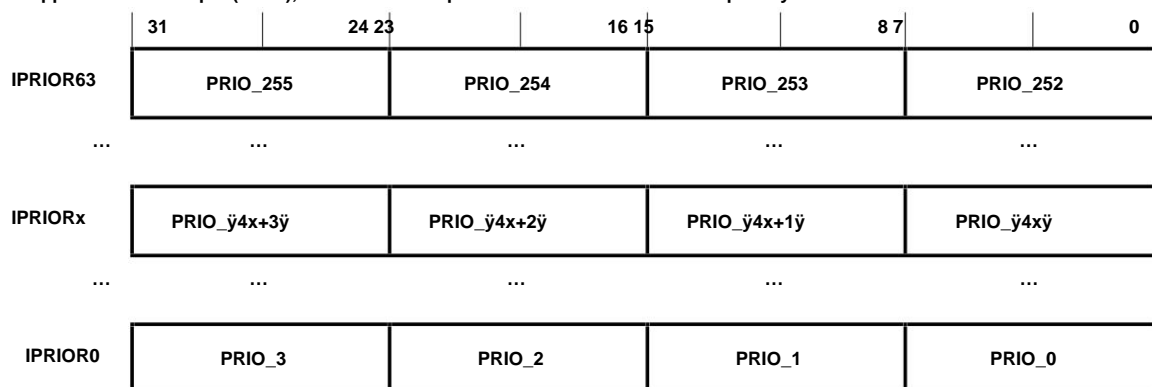 31 24 23 16 15 8 7 0
IPRIOR63 PRIO_255 PRIO_254 PRIO_253 PRIO_252
... ... ... ... ...
IPRIORx PRIO_ÿ4x+3ÿ PRIO_ÿ4x+2ÿ PRIO_ÿ4x+1ÿ PRIO_ÿ4xÿ
... ... ... ... ...
IPRIOR0 PRIO_3 PRIO_2 PRIO_1 PRIO_0